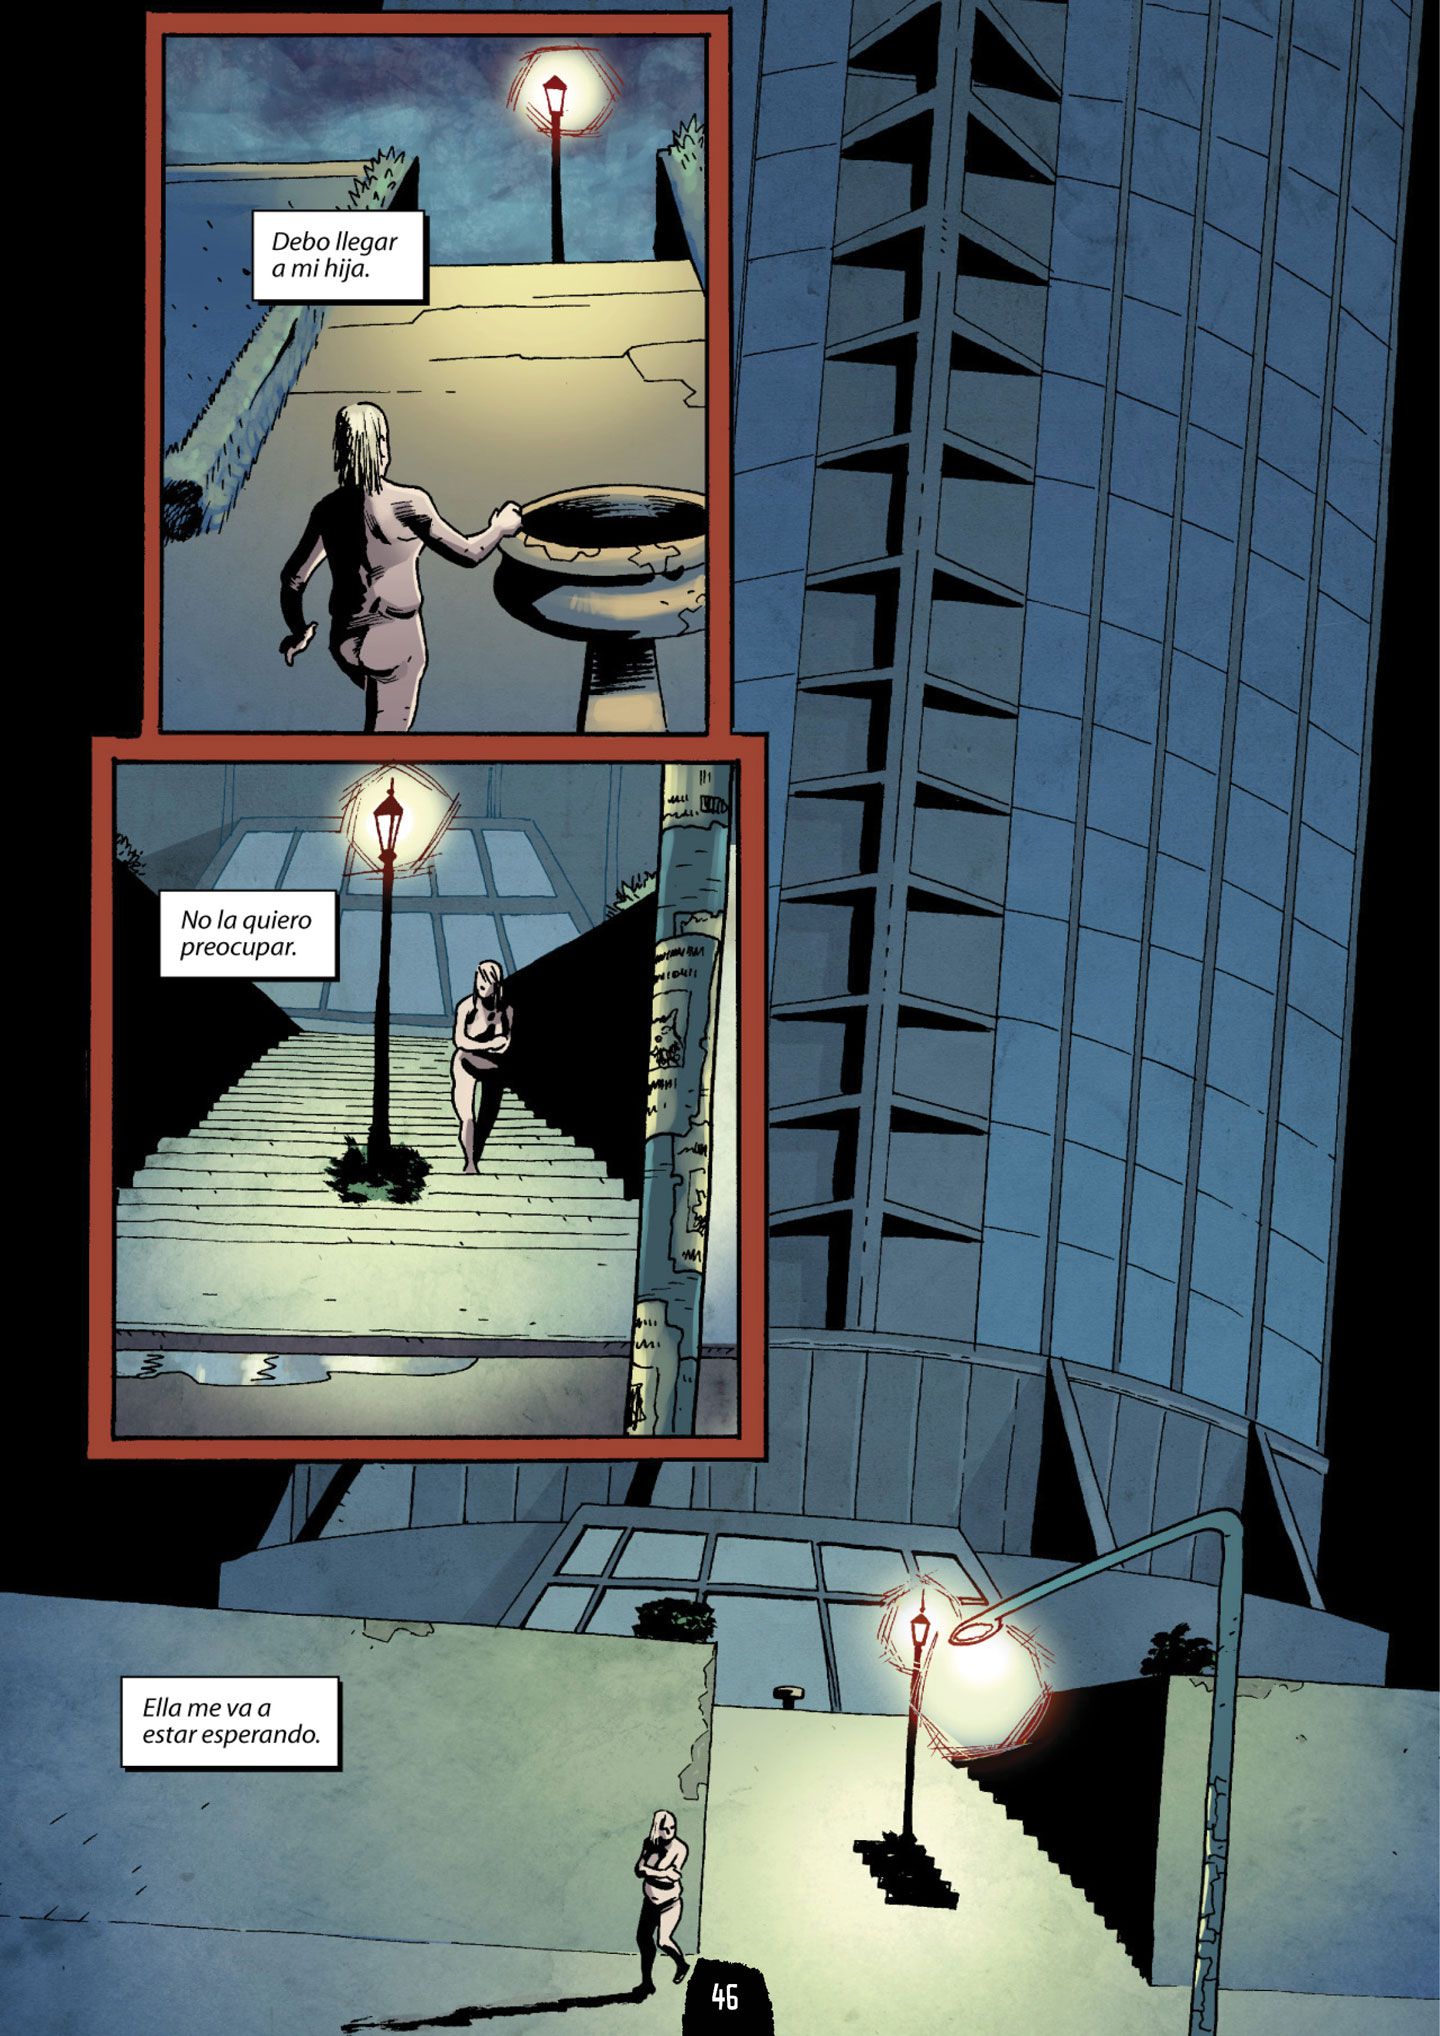 Debo llegar
a mi hija.
No la quiero
preocupar.
Ella me va a
estar esperando.
46